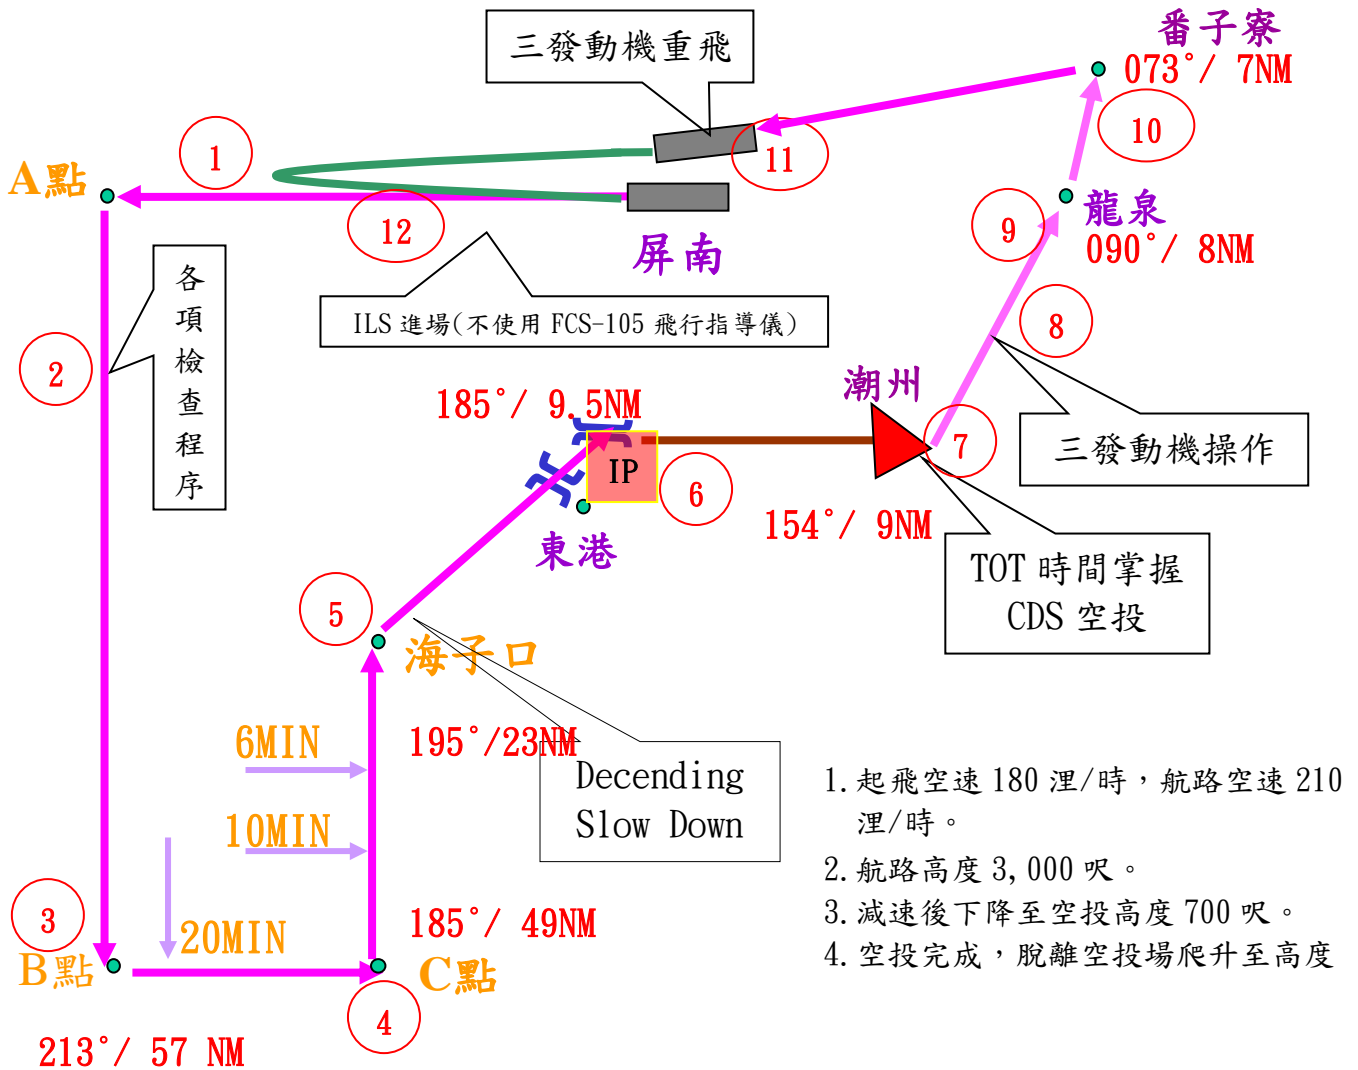 番子寮
073°/ 7NM
三發動機重飛
10
1
11
A點
龍泉
090°/ 8NM
9
12
屏南
各
項
檢
查
程
序
ILS 進場(不使用 FCS-105 飛行指導儀)
8
2
185°/ 9.5NM
潮州
7
三發動機操作
IP
6
154°/ 9NM
東港
TOT 時間掌握
CDS 空投
5
海子口
6MIN
195°/23NM
Decending
Slow Down
10MIN
1. 起飛空速 180 浬/時，航路空速 210
浬/時。
2. 航路高度 3,000 呎。
3. 減速後下降至空投高度 700 呎。
4. 空投完成，脫離空投場爬升至高度
3
20MIN
185°/ 49NM
B點
C點
4
213°/ 57 NM